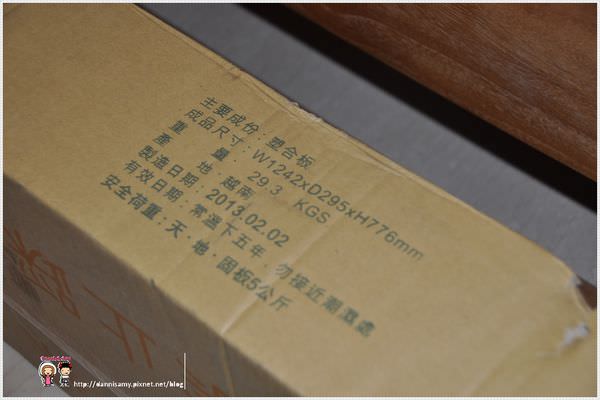 主要成份：塑合板
成品尺寸：W1242xD295xH776mm
重　　量：29.3 KGS
產　　地：越南
製造日期：2013.02.02
有效日期：常溫下五年，勿接近潮濕處
安全荷重：天、地、固板5公斤
http://dannisamy.pixnet.net/blog